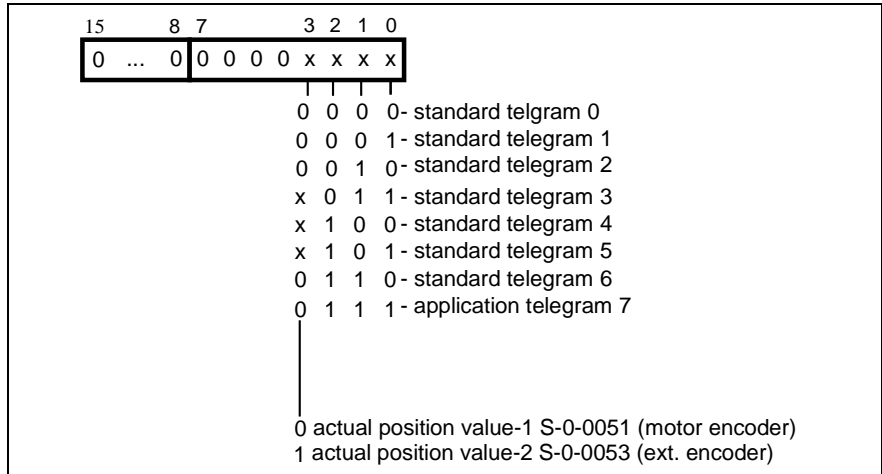 15 8 7 3 2 1 0
0 ... 0 0 0 0 0 x x x x
0 0 0 0- standard telgram 0
0 0 0 1- standard telegram 1
0 0 1 0- standard telegram 2
x 0 1 1- standard telegram 3
x 1 0 0- standard telegram 4
x 1 0 1- standard telegram 5
0 1 1 0- standard telegram 6
0 1 1 1- application telegram 7
0 actual position value-1 S-0-0051 (motor encoder)
1 actual position value-2 S-0-0053 (ext. encoder)